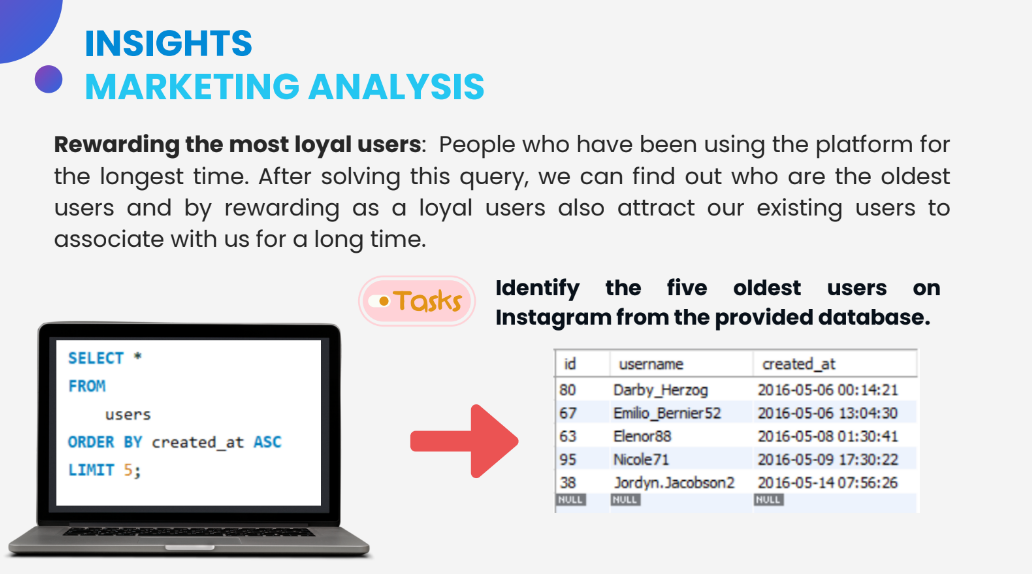 INSIGHTS
MARKETING ANALYSIS
Rewarding the most loyal users: People who have been using the platform for
the longest time. After solving this query, we can find out who are the oldest
users and by rewarding as a loyal users also attract our existing users to
associate with us for a long time.
Tasks
Identify the five oldest users on
Instagram from the provided database.
SELECT *
FROM
users
ORDER BY created_at ASC
LIMIT 5;
id username created_at
80 Darby_Herzog 2016-05-06 00:14:21
67 Emilio_Bernier52 2016-05-06 13:04:30
63 Elenor88 2016-05-08 01:30:41
95 Nicole71 2016-05-09 17:30:22
38 Jordyn.Jacobson2 2016-05-14 07:56:26
NULL NULL NULL